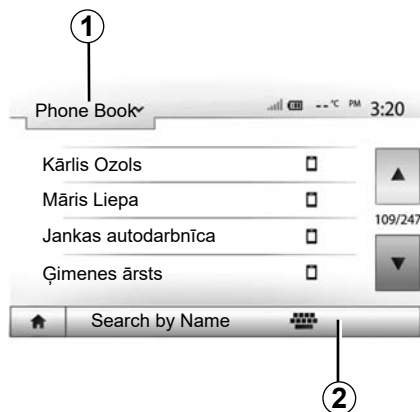 1
Phone Book
--°C PM 3:20
Kārlis Ozols
Māris Liepa
109/247
Jankas autodarbnīca
Ģimenes ārsts
Search by Name
2